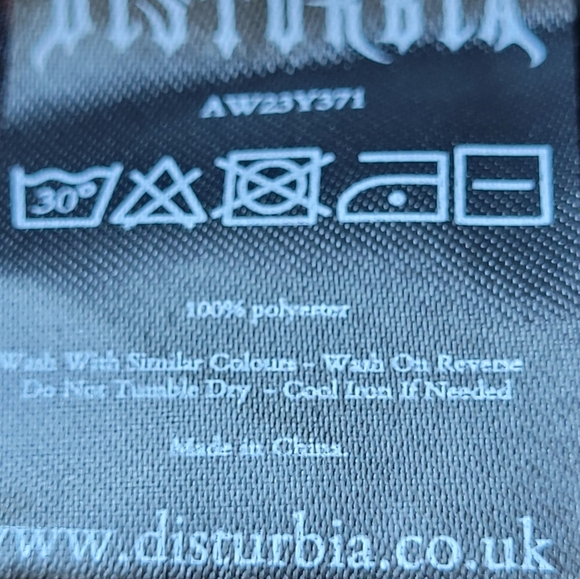 DISTURBIA
AW23Y371
30°
100% polyester
Wash With Similar Colours - Wash On Reverse
Do Not Tumble Dry - Cool Iron If Needed
Made in China.
www.disturbia.co.uk